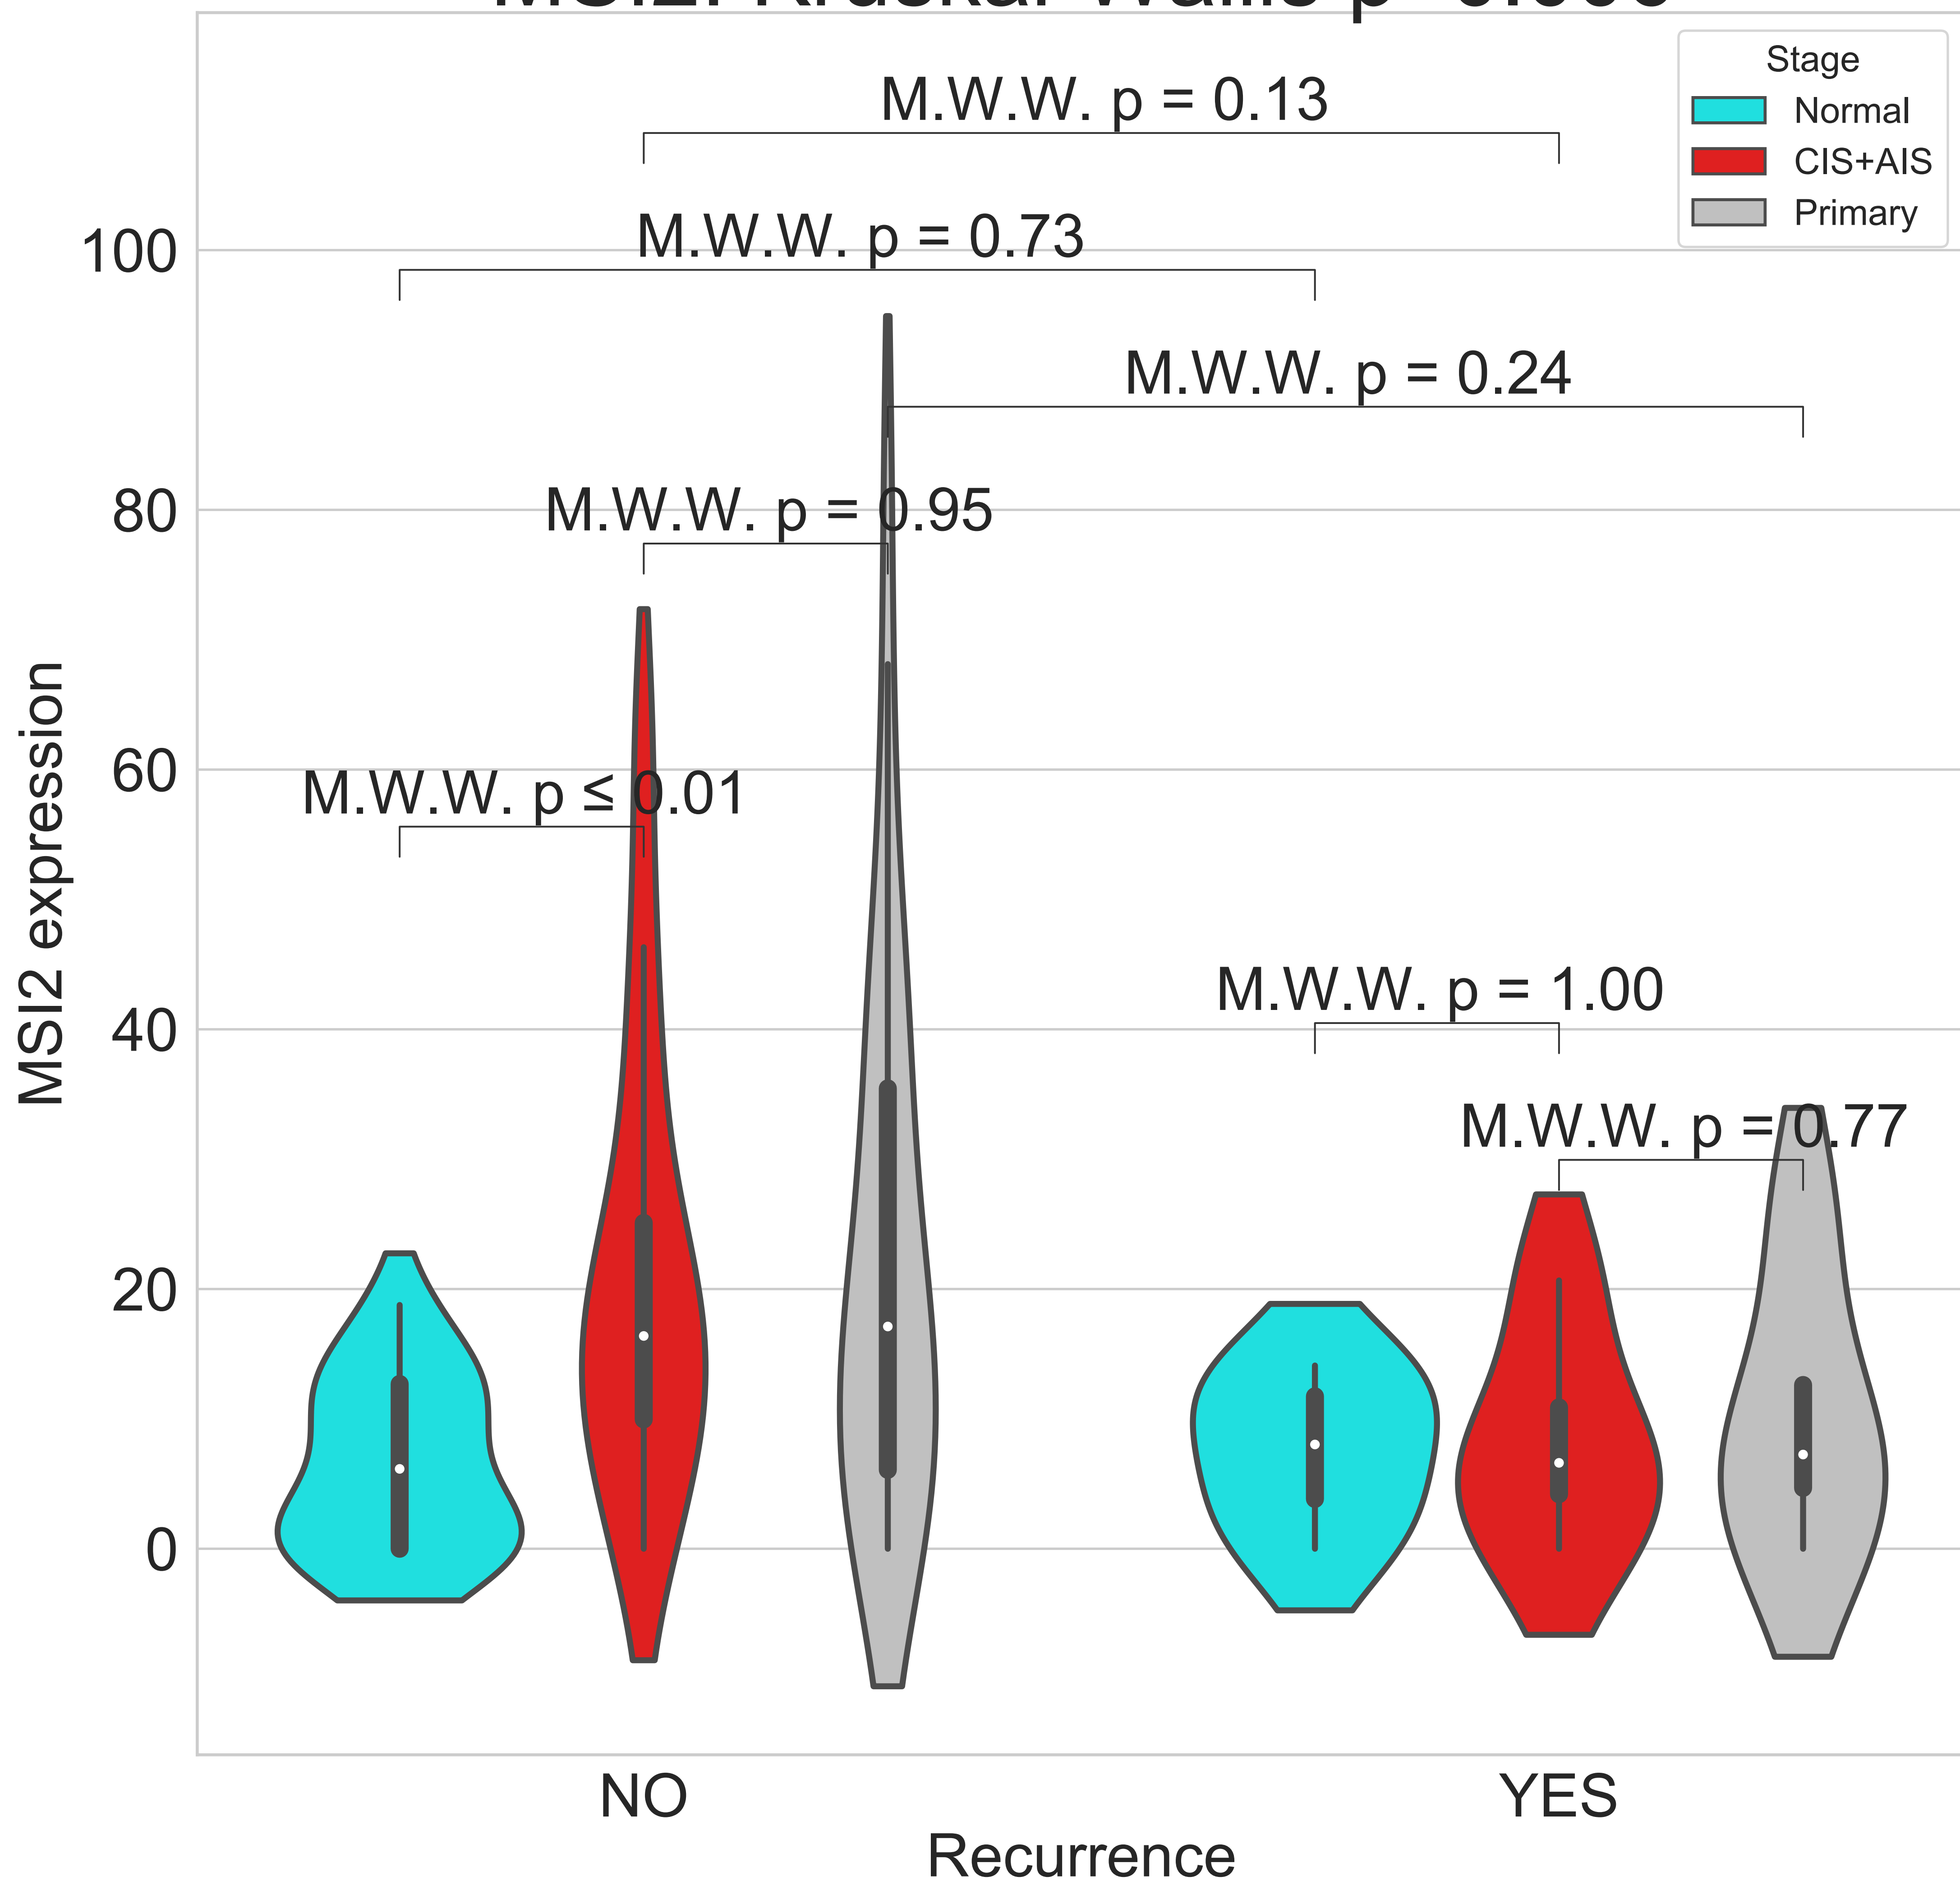 Stage
Normal
CIS+AIS
Primary
M.W.W. p = 0.13
M.W.W. p = 0.73
M.W.W. p = 0.24
M.W.W. p = 0.95
M.W.W. p ≤ 0.01
M.W.W. p = 1.00
M.W.W. p = 0.77
100
80
60
40
20
0
MSI2 expression
NO
YES
Recurrence